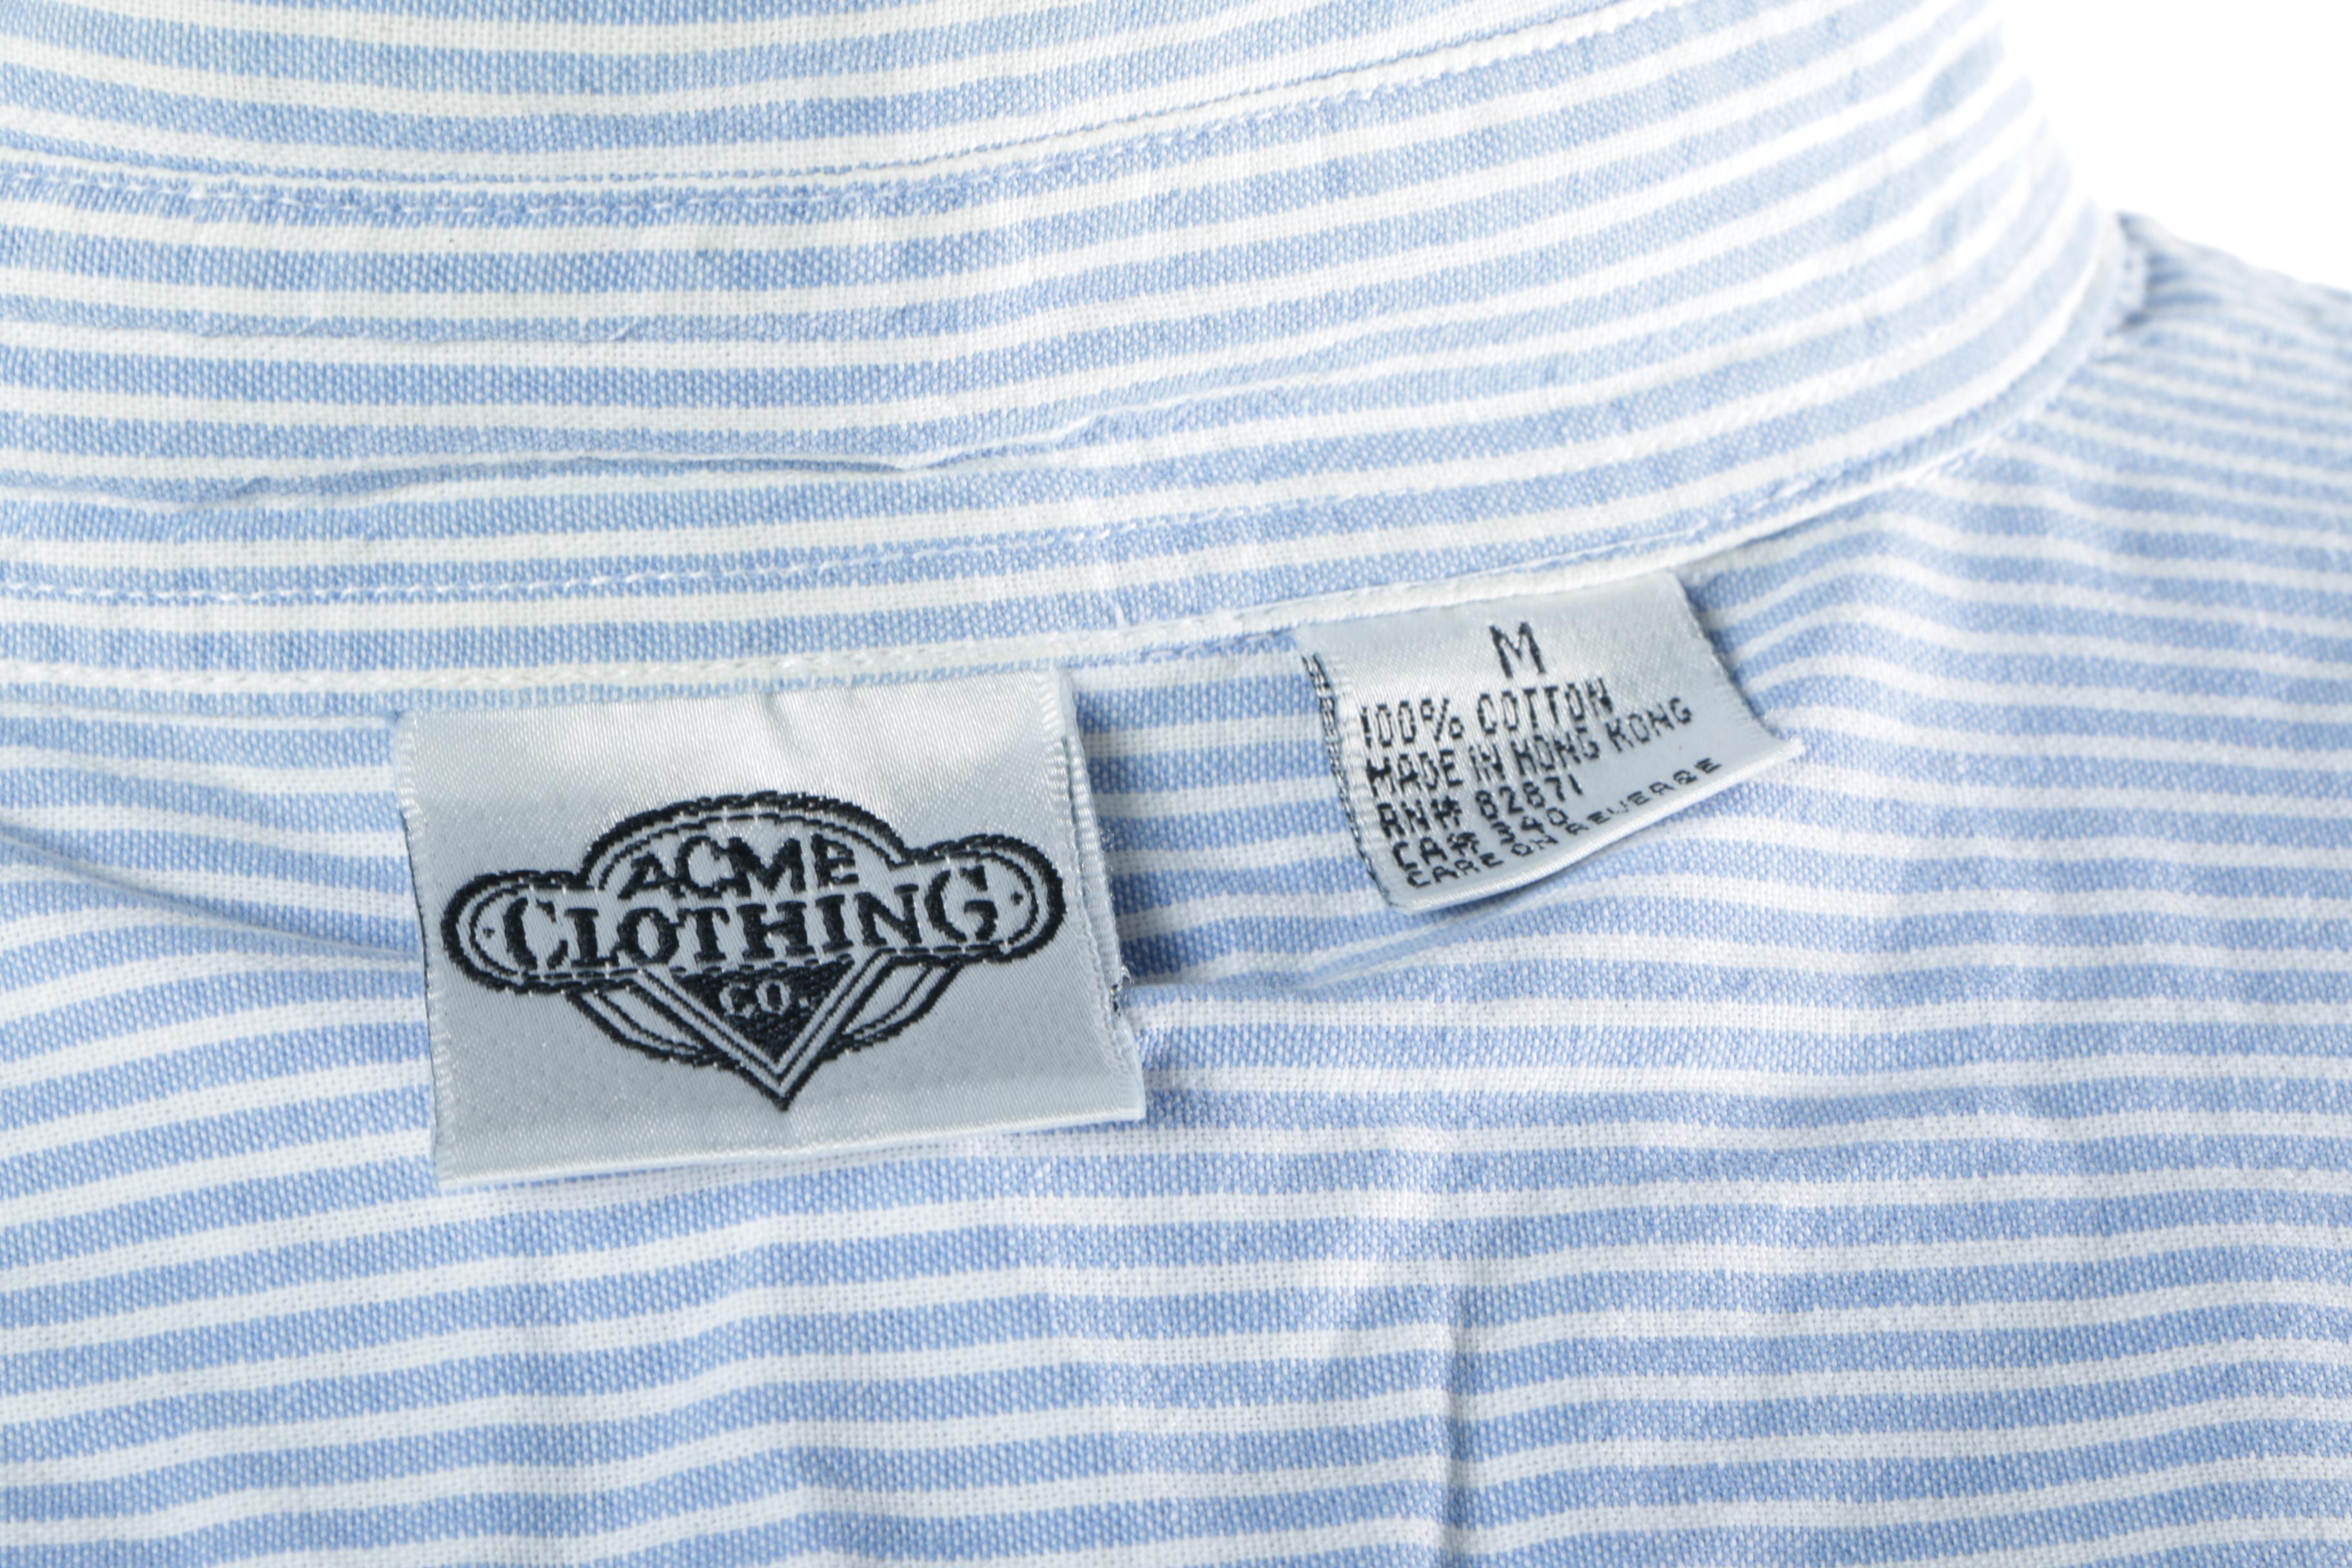 ACME
CLOTHING
CO.
M
100% COTTON
MADE IN HONG KONG
RN# 82871
CA# 340
CARE ON REVERSE